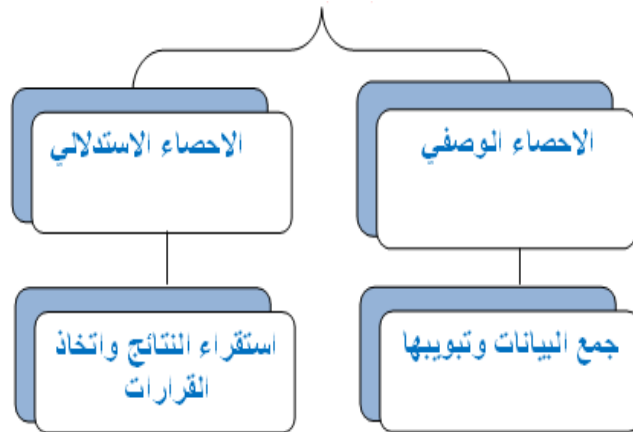 الاحصاء الوصفي
الاحصاء الاستدلالي
جمع البيانات وتبويبها
استقراء النتائج واتخاذ
القرارات